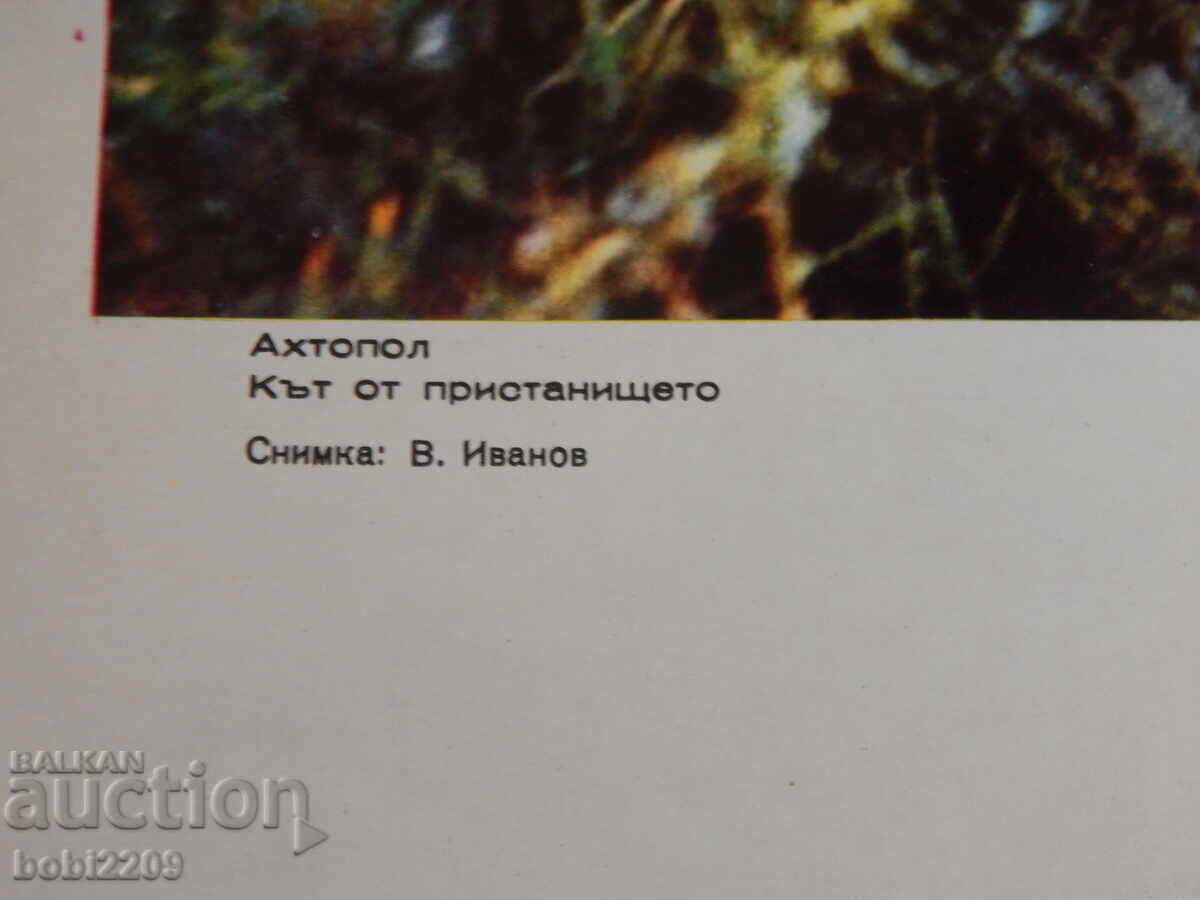 Ахтопол
Кът от пристанището
Снимка: В. Иванов
BALKAN
auction
bobi2209